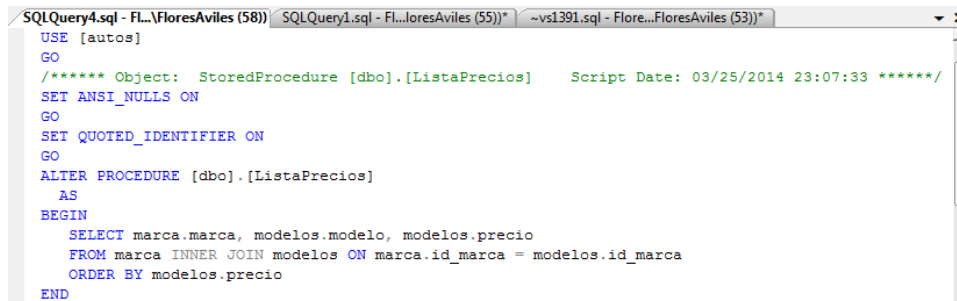 SQLQuery4.sql - Fl...\FloresAviles (58)) SQLQuery1.sql - Fl...loresAviles (55))* ~vs1391.sql - Flore...FloresAviles (53))*
USE [autos]
GO
/****** Object:  StoredProcedure [dbo].[ListaPrecios]    Script Date: 03/25/2014 23:07:33 ******/
SET ANSI_NULLS ON
GO
SET QUOTED_IDENTIFIER ON
GO
ALTER PROCEDURE [dbo].[ListaPrecios]
  AS
BEGIN
   SELECT marca.marca, modelos.modelo, modelos.precio
   FROM marca INNER JOIN modelos ON marca.id_marca = modelos.id_marca
   ORDER BY modelos.precio
END